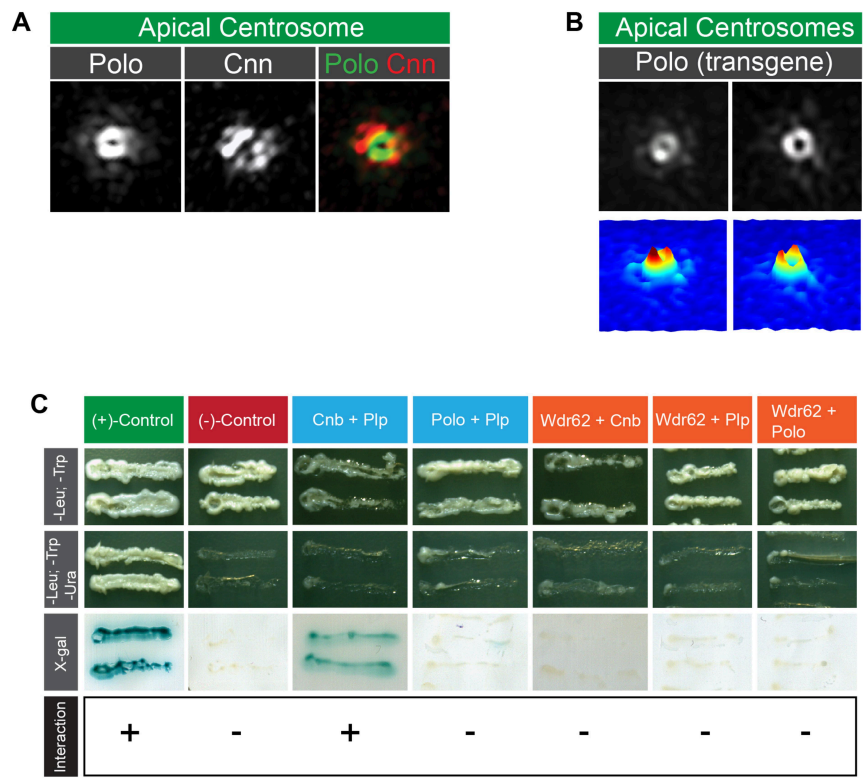 A
Apical Centrosome
Polo
Cnn
Polo Cnn
B
Apical Centrosomes
Polo (transgene)
C
(+)-Control
(-)-Control
Cnb + Plp
Polo + Plp
Wdr62 + Cnb
Wdr62 + Plp
Wdr62 +
Polo
-Leu; -Trp
-Leu; -Trp
-Ura
X-gal
Interaction
+
-
+
-
-
-
-